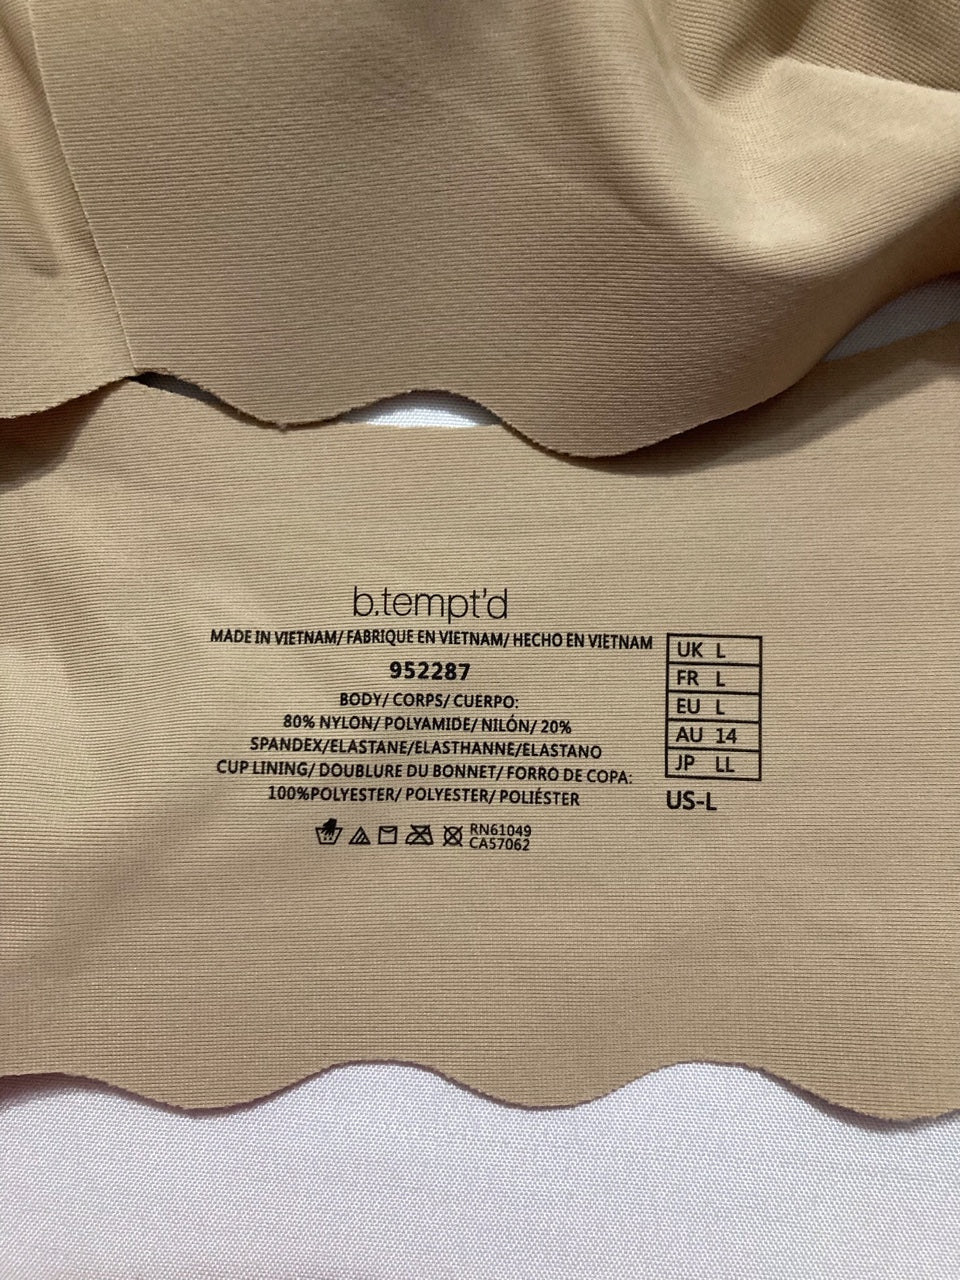 b.tempt'd
MADE IN VIETNAM/ FABRIQUE EN VIETNAM/ HECHO EN VIETNAM
952287
BODY/ CORPS/ CUERPO:
80% NYLON/ POLYAMIDE/ NILÓN/ 20%
SPANDEX/ELASTANE/ELASTHANNE/ELASTANO
CUP LINING/ DOUBLURE DU BONNET/ FORRO DE COPA:
100%POLYESTER/ POLYESTER/ POLIÉSTER
RN61049
CA57062
UK L
FR L
EU L
AU 14
JP LL
US-L